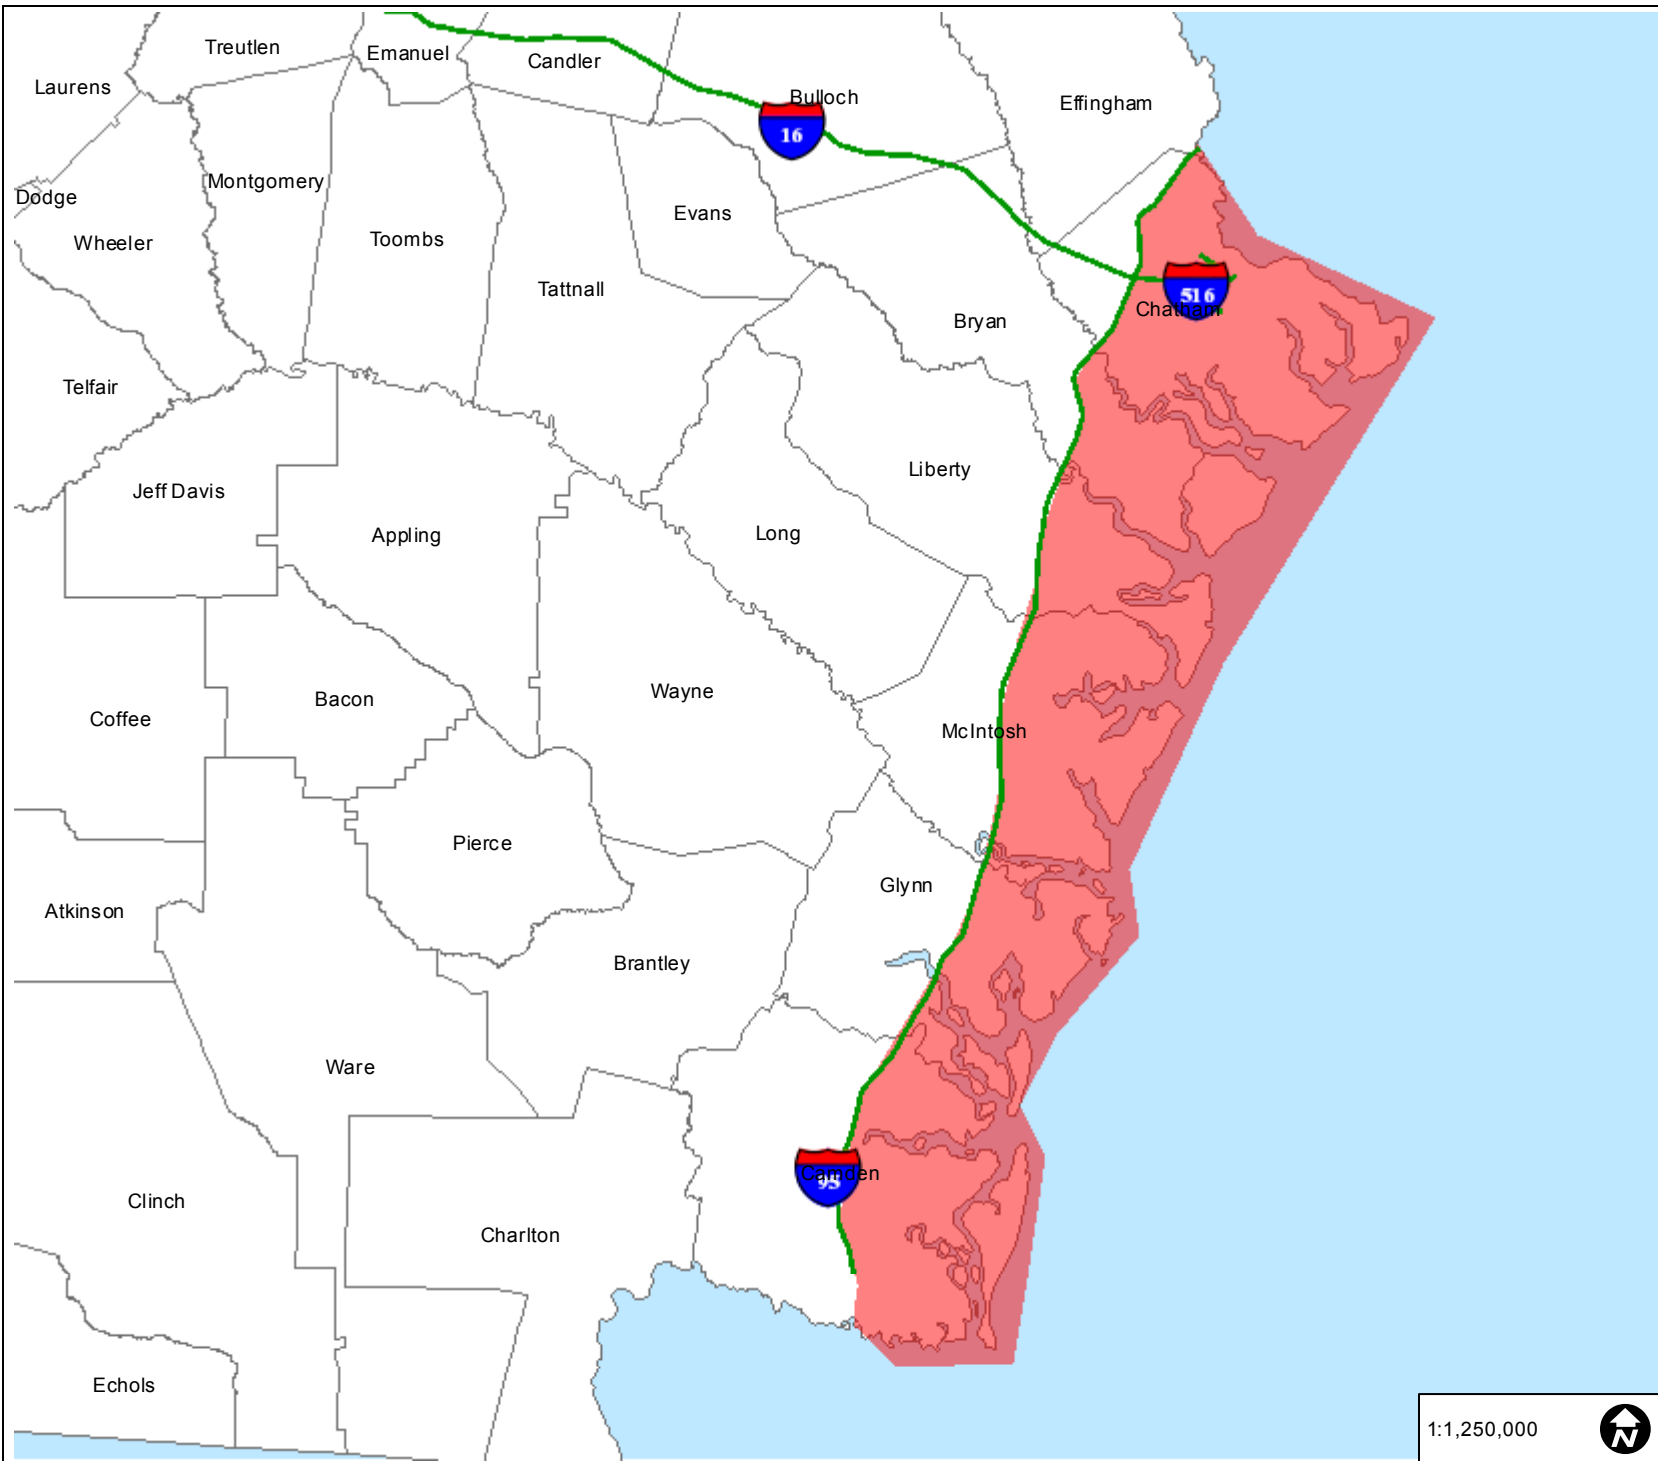 Treutlen
Emanuel
Candler
Laurens
Bulloch
Effingham
16
Montgomery
Dodge
Evans
Toombs
Wheeler
Tattnall
516
Chatham
Bryan
Telfair
Liberty
Jeff Davis
Appling
Long
Wayne
Bacon
Coffee
McIntosh
Pierce
Glynn
Atkinson
Brantley
Ware
Camden
95
Clinch
Charlton
Echols
1:1,250,000
N